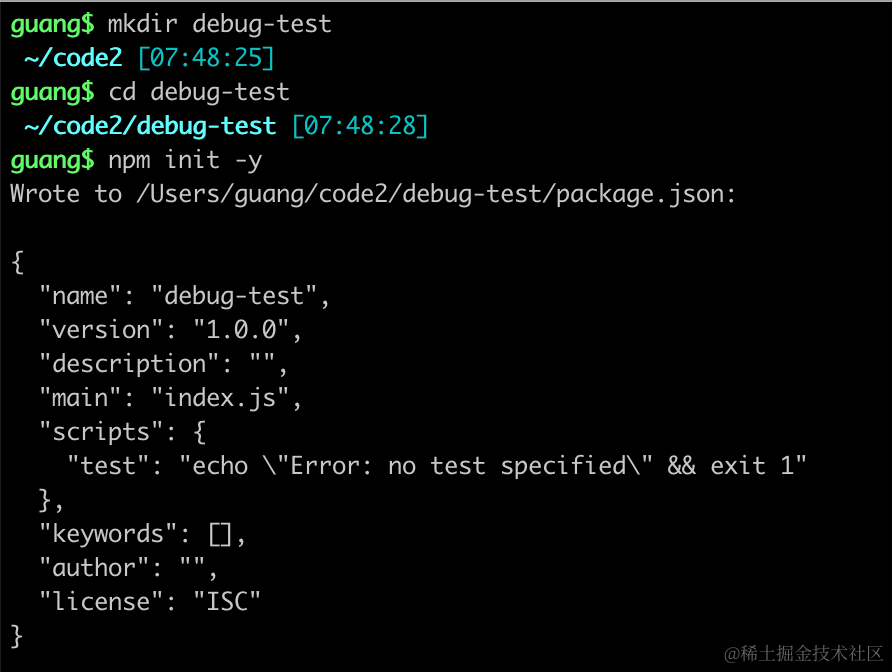 guang$ mkdir debug-test
~/code2 [07:48:25]
guang$ cd debug-test
~/code2/debug-test [07:48:28]
guang$ npm init -y
Wrote to /Users/guang/code2/debug-test/package.json:
{
"name": "debug-test",
"version": "1.0.0",
"description": "",
"main": "index.js",
"scripts": {
"test": "echo \"Error: no test specified\" && exit 1"
},
"keywords": [],
"author": "",
"license": "ISC"
}
@稀土掘金技术社区